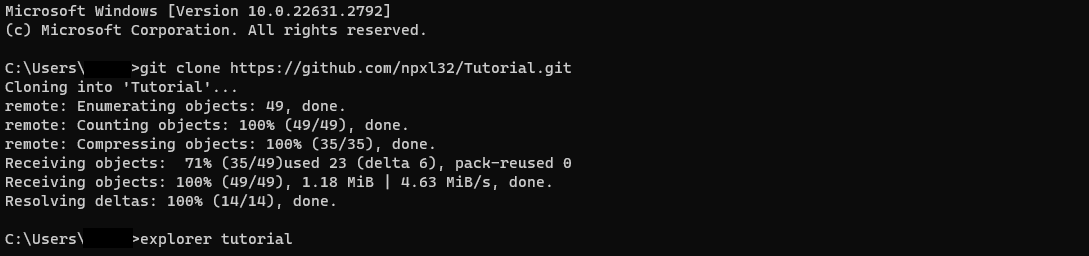 Microsoft Windows [Version 10.0.22631.2792]
(c) Microsoft Corporation. All rights reserved.
C:\Users\ >git clone https://github.com/npxl32/Tutorial.git
Cloning into 'Tutorial'...
remote: Enumerating objects: 49, done.
remote: Counting objects: 100% (49/49), done.
remote: Compressing objects: 100% (35/35), done.
Receiving objects:  71% (35/49)used 23 (delta 6), pack-reused 0
Receiving objects: 100% (49/49), 1.18 MiB | 4.63 MiB/s, done.
Resolving deltas: 100% (14/14), done.
C:\Users\ >explorer tutorial